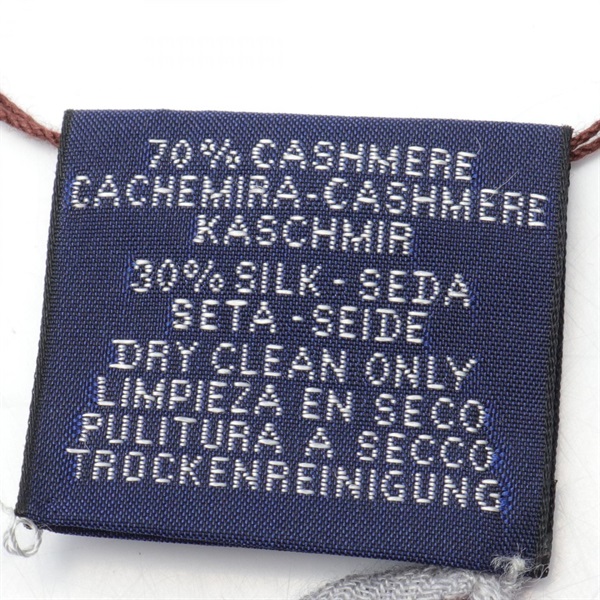 70% CASHMERE
CACHEMIRA-CASHMERE
KASCHMIR
30% SILK - SEDA
SETA - SEIDE
DRY CLEAN ONLY
LIMPIEZA EN SECO
PULITURA A SECCO
TROCKENREINIGUNG